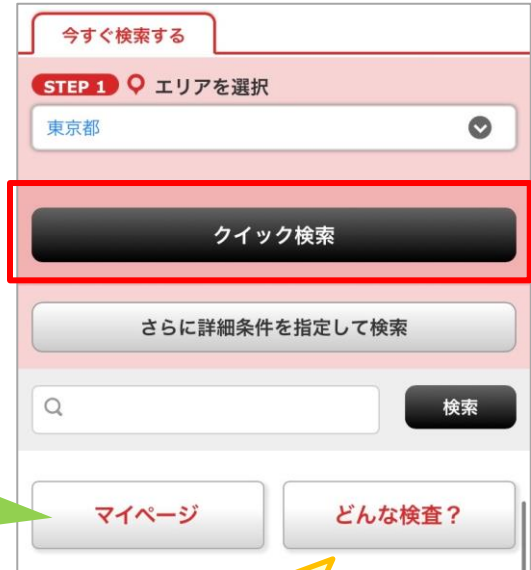 今すぐ検索する
STEP 1 エリアを選択
東京都
クイック検索
さらに詳細条件を指定して検索
検索
マイページ
どんな検査？